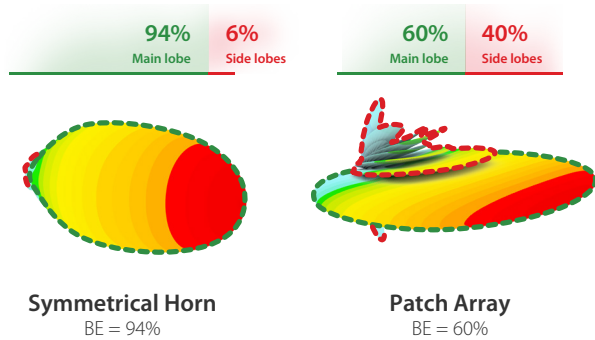 94% 6%
Main lobe Side lobes
60% 40%
Main lobe Side lobes
Symmetrical Horn
BE = 94%
Patch Array
BE = 60%